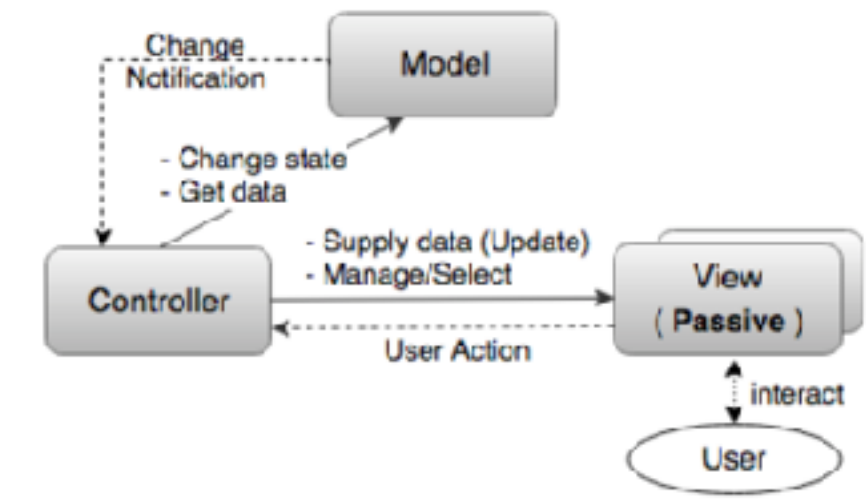 Change
Notification
Model
- Change state
- Get data
- Supply data (Update)
- Manage/Select
Controller
View
( Passive )
User Action
interact
User